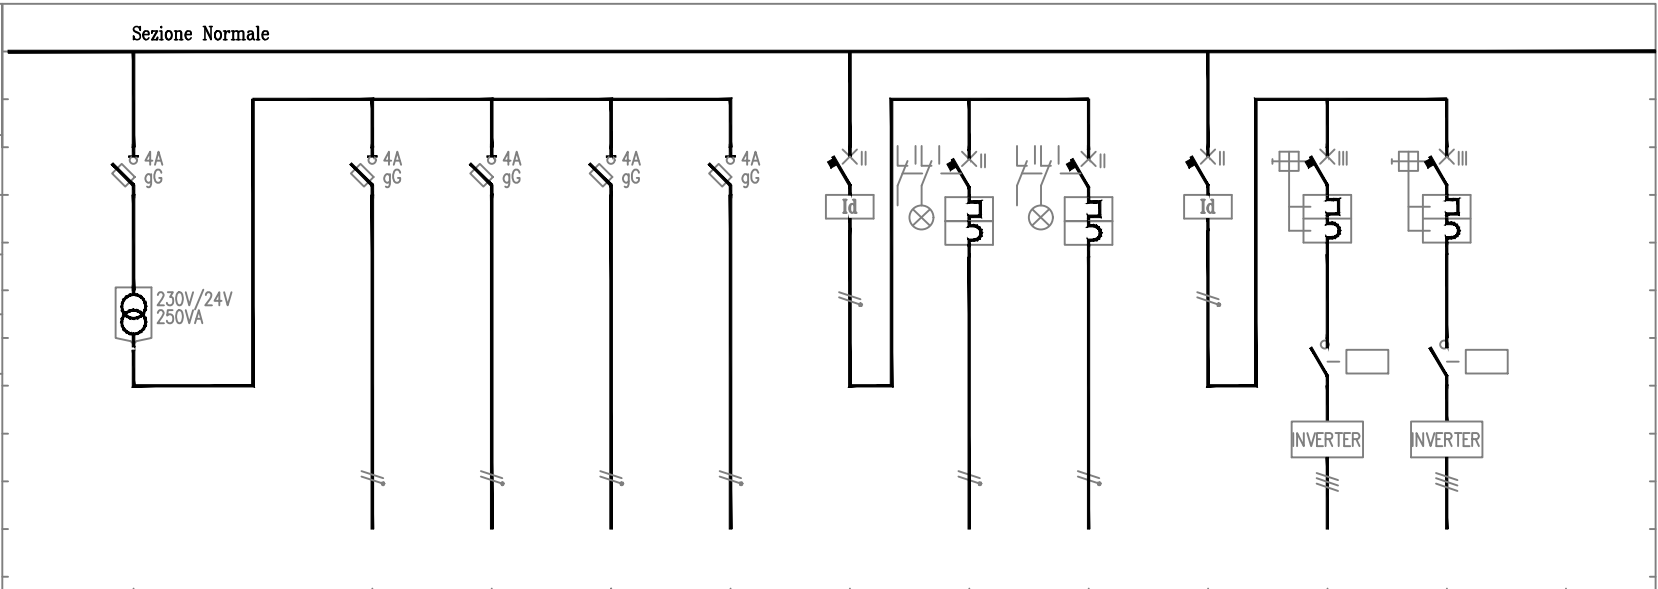 Sezione Normale
4A
gG
4A
gG
4A
gG
4A
gG
4A
gG
II
II
II
II
III
III
Id
Id
230V/24V
250VA
INVERTER
INVERTER